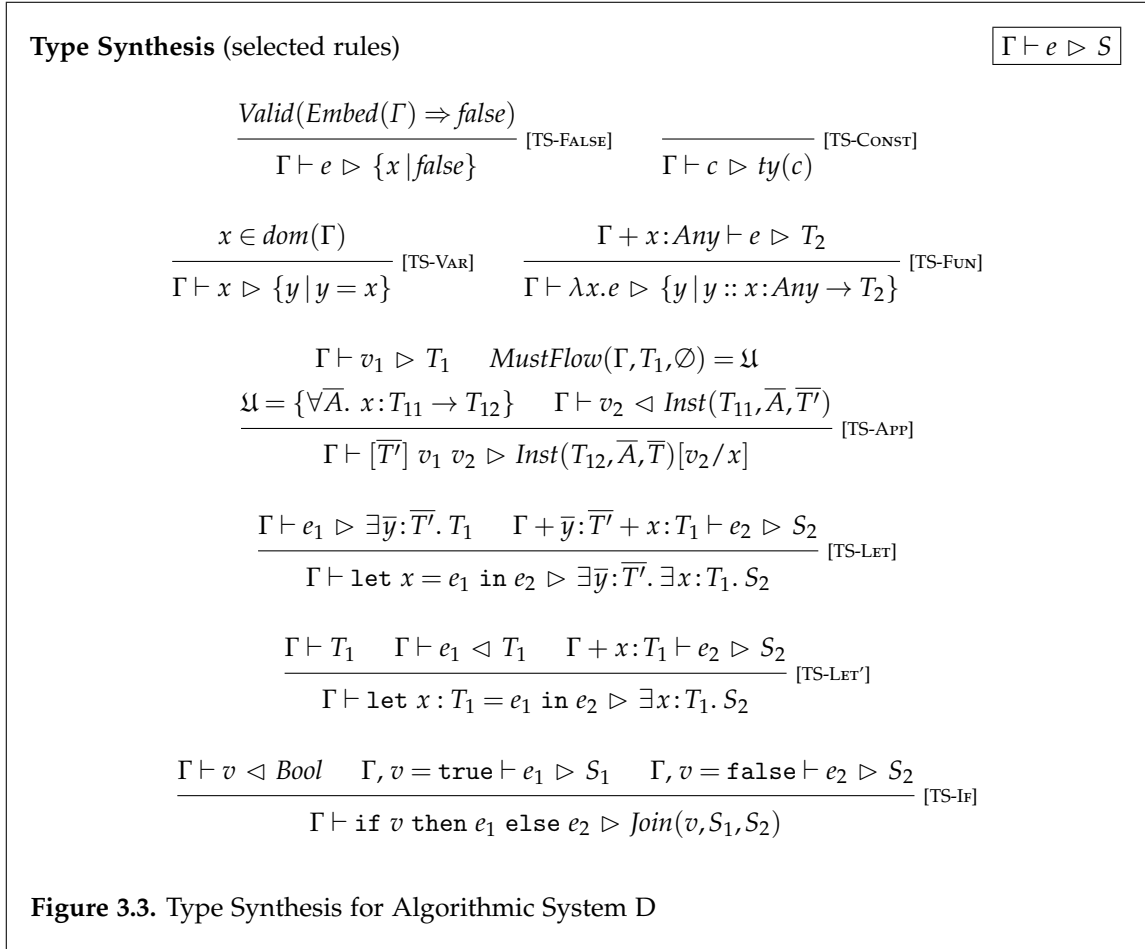 Type Synthesis (selected rules) Γ ⊢ e ▷ S
Valid(Embed(Γ) ⇒ false)
Γ ⊢ e ▷ {x | false} [TS-False] Γ ⊢ c ▷ ty(c) [TS-Const]
x ∈ dom(Γ) Γ + x:Any ⊢ e ▷ T₂
Γ ⊢ x ▷ {y | y = x} [TS-Var] Γ ⊢ λx.e ▷ {y | y :: x:Any → T₂} [TS-Fun]
Γ ⊢ v₁ ▷ T₁ MustFlow(Γ, T₁, ∅) = 𝔘
𝔘 = {∀A̅. x:T₁₁ → T₁₂} Γ ⊢ v₂ ◁ Inst(T₁₁, A̅, T̅′)
Γ ⊢ [T̅′] v₁ v₂ ▷ Inst(T₁₂, A̅, T̅)[v₂/x] [TS-App]
Γ ⊢ e₁ ▷ ∃y̅:T̅′. T₁ Γ + y̅:T̅′ + x:T₁ ⊢ e₂ ▷ S₂
Γ ⊢ let x = e₁ in e₂ ▷ ∃y̅:T̅′. ∃x:T₁. S₂ [TS-Let]
Γ ⊢ T₁ Γ ⊢ e₁ ◁ T₁ Γ + x:T₁ ⊢ e₂ ▷ S₂
Γ ⊢ let x : T₁ = e₁ in e₂ ▷ ∃x:T₁. S₂ [TS-Let′]
Γ ⊢ v ◁ Bool Γ, v = true ⊢ e₁ ▷ S₁ Γ, v = false ⊢ e₂ ▷ S₂
Γ ⊢ if v then e₁ else e₂ ▷ Join(v, S₁, S₂) [TS-If]
Figure 3.3. Type Synthesis for Algorithmic System D